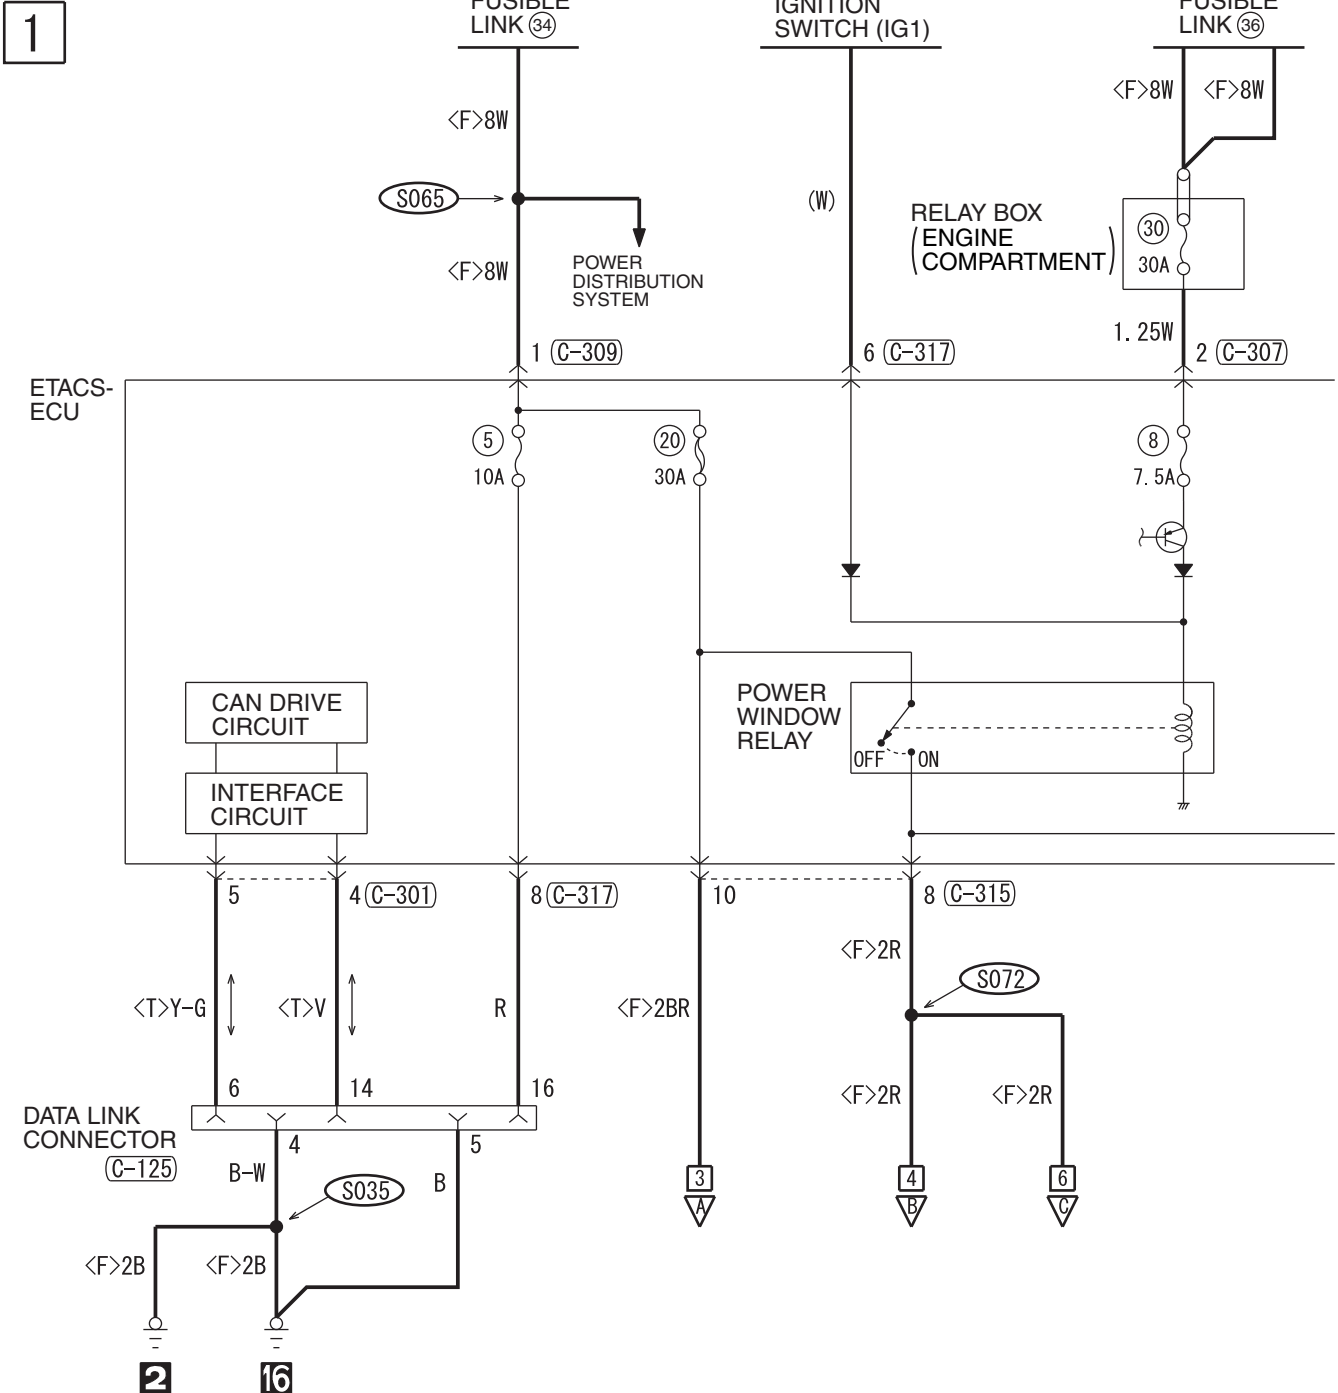 1
FUSIBLE
LINK 34
IGNITION
SWITCH (IG1)
FUSIBLE
LINK 36
<F>8W
<F>8W
<F>8W
S065
(W)
RELAY BOX
(ENGINE
COMPARTMENT)
30
30A
<F>8W
POWER
DISTRIBUTION
SYSTEM
1.25W
1 C-309
6 C-317
2 C-307
ETACS-
ECU
5
10A
20
30A
8
7.5A
CAN DRIVE
CIRCUIT
POWER
WINDOW
RELAY
OFF
ON
INTERFACE
CIRCUIT
5
4 C-301
8 C-317
10
8 C-315
<F>2R
S072
<T>Y-G
<T>V
R
<F>2BR
6
14
16
<F>2R
<F>2R
DATA LINK
CONNECTOR
C-125
4
5
B-W
B
S035
3
A
4
B
6
C
<F>2B
<F>2B
2
16